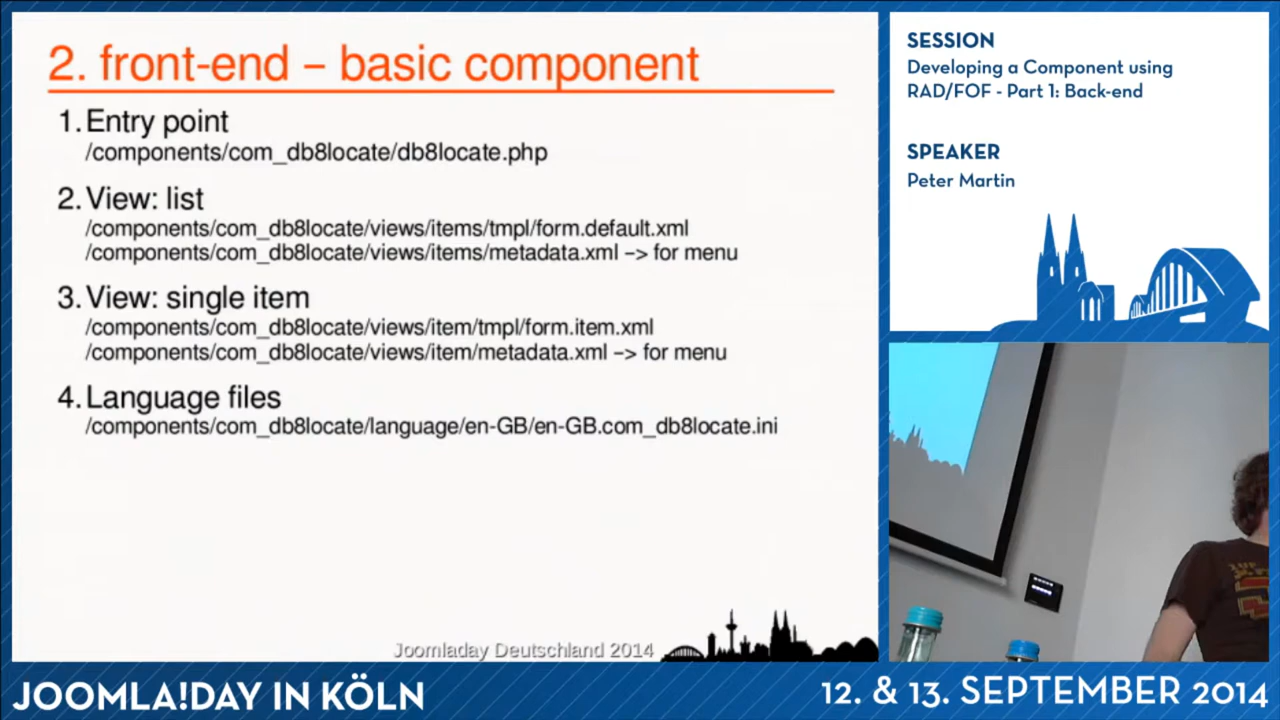 2. front-end – basic component
1. Entry point
/components/com_db8locate/db8locate.php
2. View: list
/components/com_db8locate/views/items/tmpl/form.default.xml
/components/com_db8locate/views/items/metadata.xml –> for menu
3. View: single item
/components/com_db8locate/views/item/tmpl/form.item.xml
/components/com_db8locate/views/item/metadata.xml –> for menu
4. Language files
/components/com_db8locate/language/en-GB/en-GB.com_db8locate.ini
Joomladay Deutschland 2014
SESSION
Developing a Component using
RAD/FOF - Part 1: Back-end
SPEAKER
Peter Martin
JOOMLA!DAY IN KÖLN
12. & 13. SEPTEMBER 2014